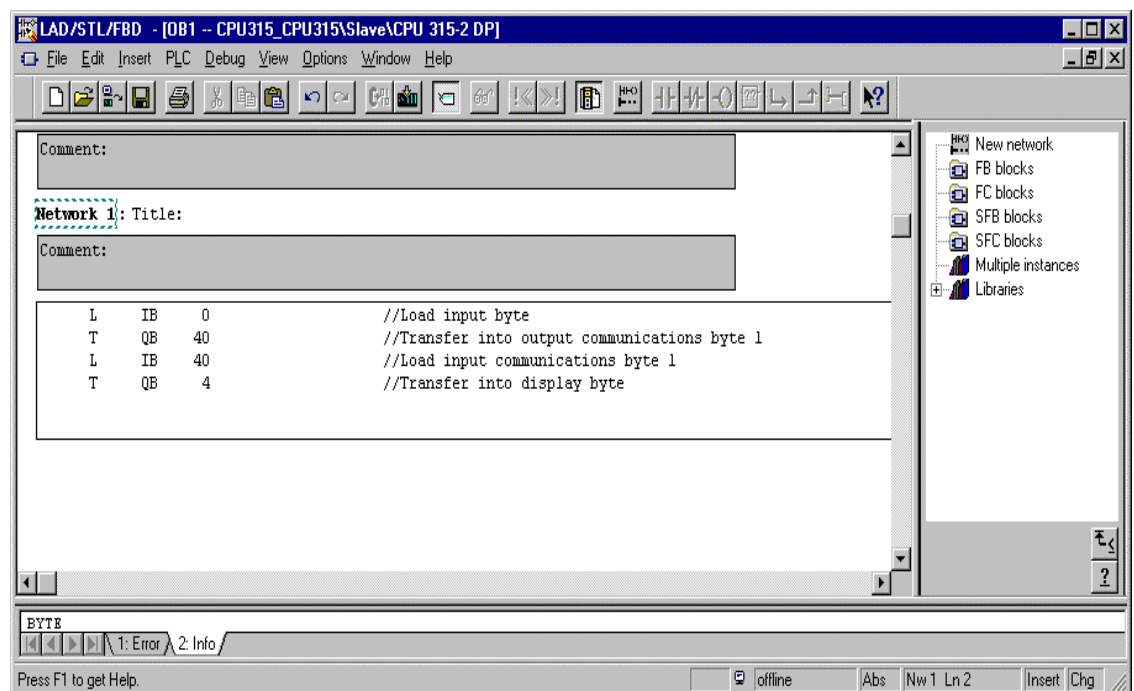 LAD/STL/FBD - [OB1 -- CPU315_CPU315\Slave\CPU 315-2 DP]
File Edit Insert PLC Debug View Options Window Help
Comment:
Network 1: Title:
Comment:
L IB 0 //Load input byte
T QB 40 //Transfer into output communications byte 1
L IB 40 //Load input communications byte 1
T QB 4 //Transfer into display byte
New network
FB blocks
FC blocks
SFB blocks
SFC blocks
Multiple instances
Libraries
BYTE
1: Error 2: Info
Press F1 to get Help. offline Abs Nw 1 Ln 2 Insert Chg